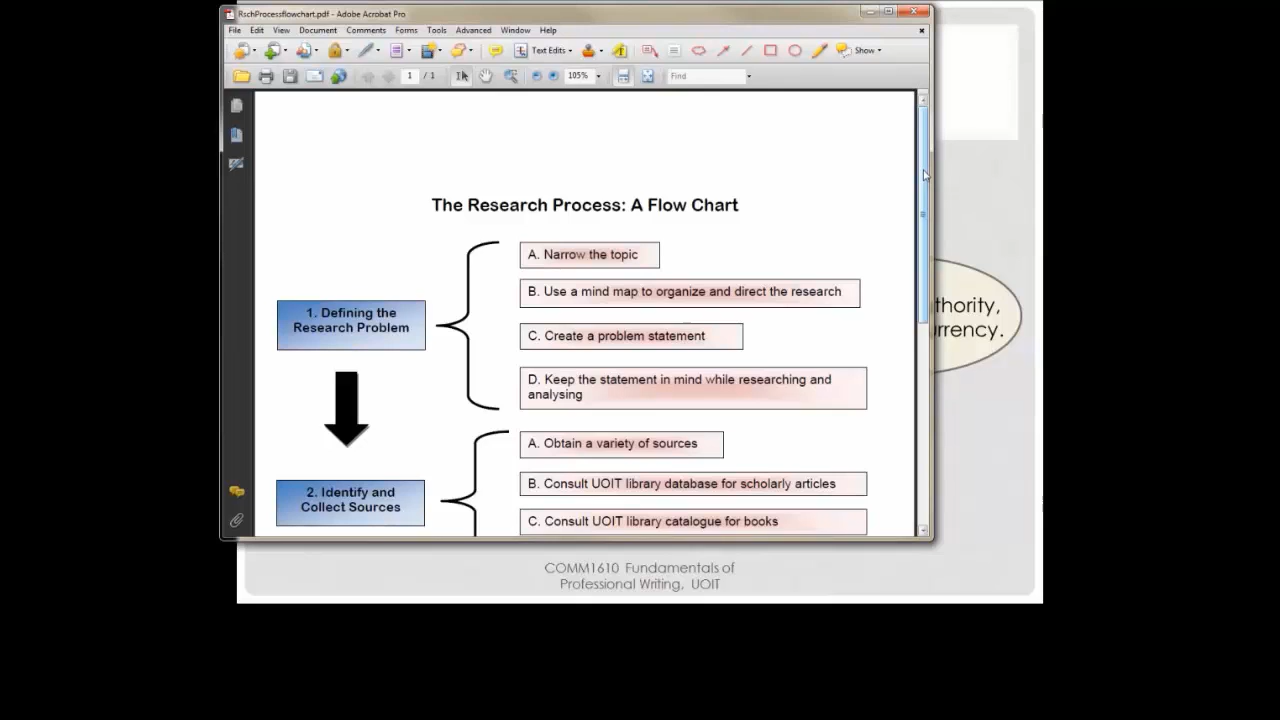 RschProcessflowchart.pdf - Adobe Acrobat Pro
File Edit View Document Comments Forms Tools Advanced Window Help
Text Edits
Show
1 / 1
105%
Find
The Research Process: A Flow Chart
A. Narrow the topic
B. Use a mind map to organize and direct the research
1. Defining the
Research Problem
C. Create a problem statement
D. Keep the statement in mind while researching and
analysing
A. Obtain a variety of sources
B. Consult UOIT library database for scholarly articles
2. Identify and
Collect Sources
C. Consult UOIT library catalogue for books
COMM1610 Fundamentals of
Professional Writing, UOIT